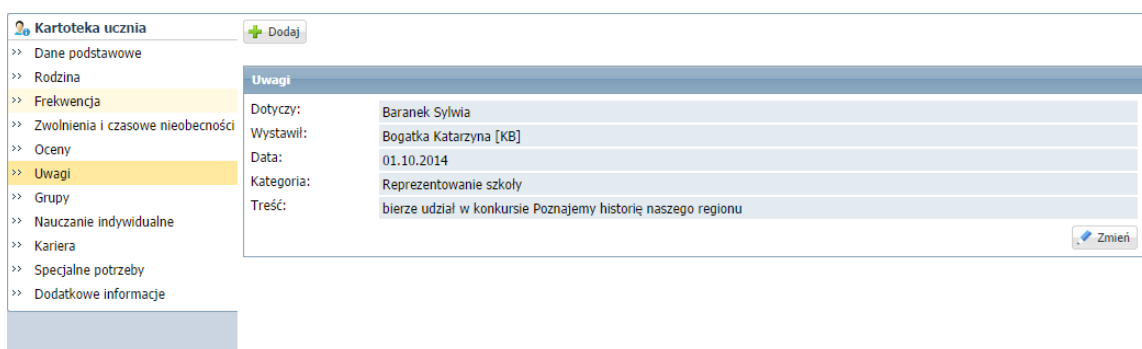 Kartoteka ucznia
>> Dane podstawowe
>> Rodzina
>> Frekwencja
>> Zwolnienia i czasowe nieobecności
>> Oceny
>> Uwagi
>> Grupy
>> Nauczanie indywidualne
>> Kariera
>> Specjalne potrzeby
>> Dodatkowe informacje
Dodaj
Uwagi
Dotyczy: Baranek Sylwia
Wystawił: Bogatka Katarzyna [KB]
Data: 01.10.2014
Kategoria: Reprezentowanie szkoły
Treść: bierze udział w konkursie Poznajemy historię naszego regionu
Zmień